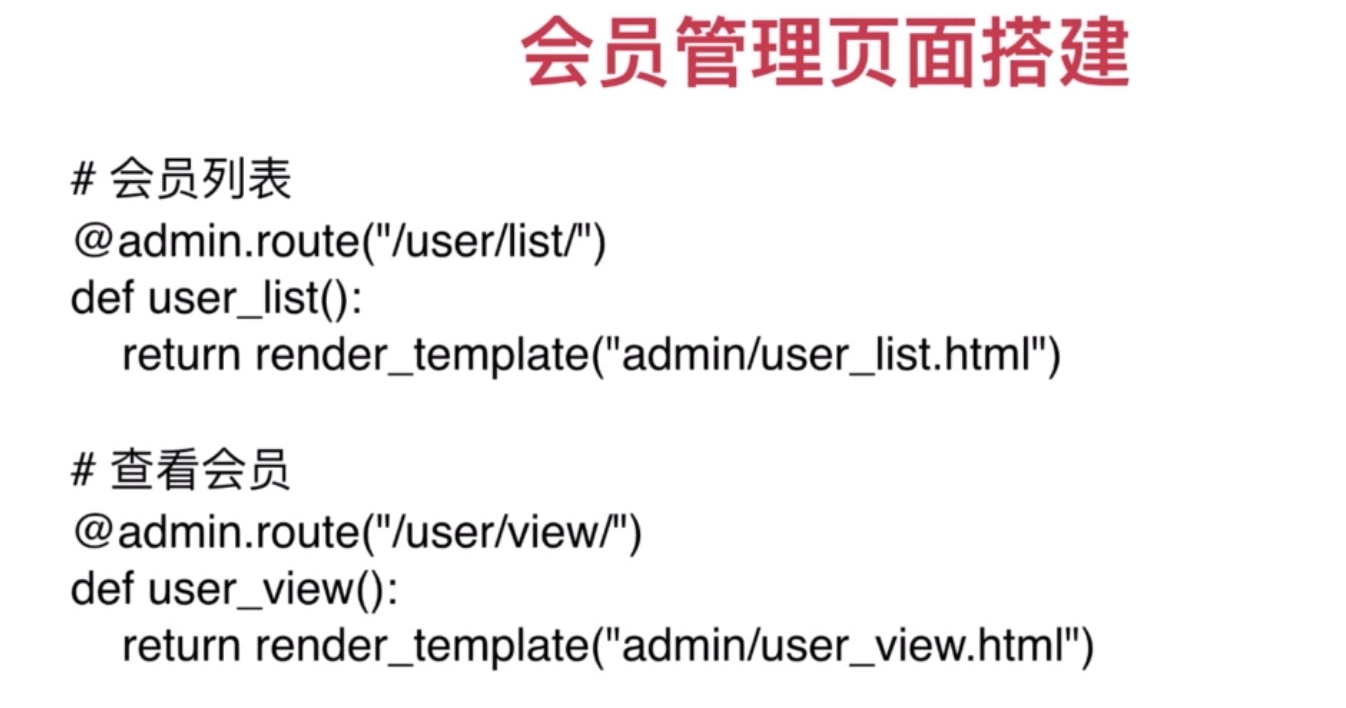 会员管理页面搭建
# 会员列表
@admin.route("/user/list/")
def user_list():
    return render_template("admin/user_list.html")
# 查看会员
@admin.route("/user/view/")
def user_view():
    return render_template("admin/user_view.html")